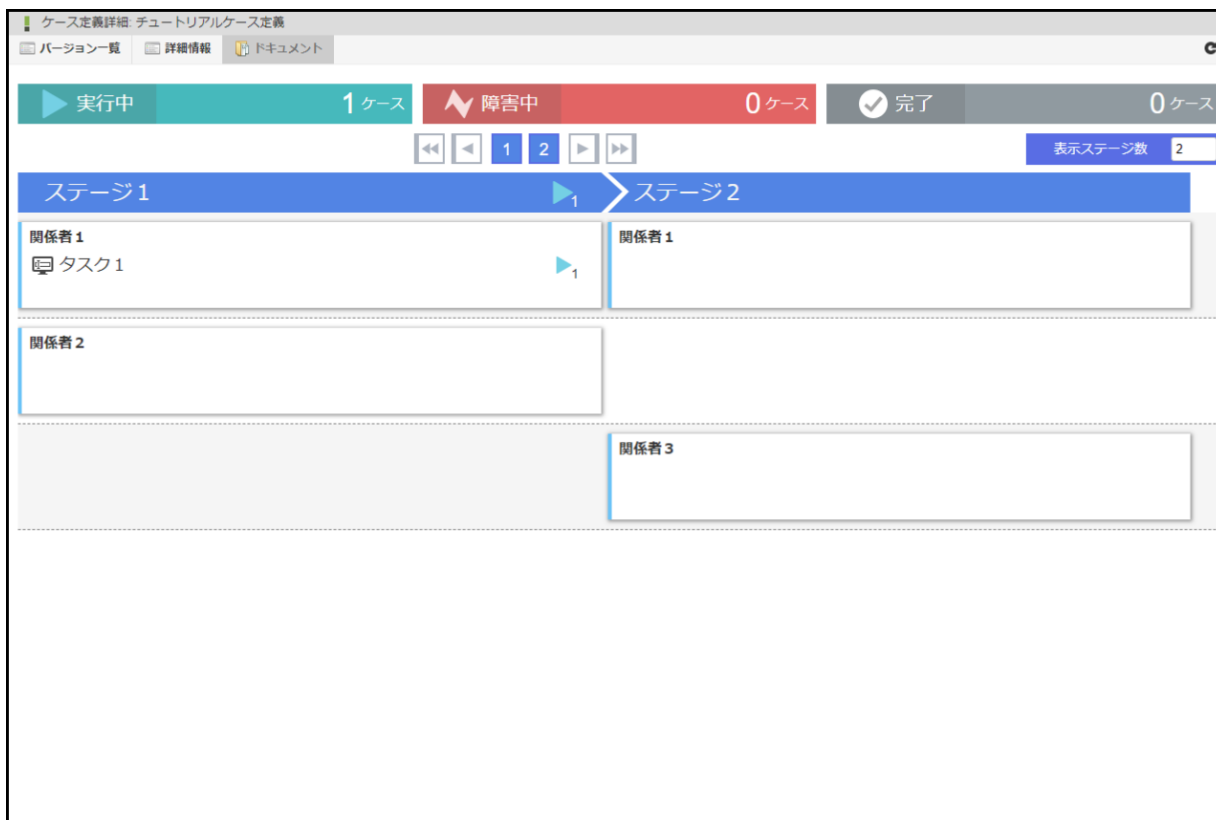 ケース定義詳細: チュートリアルケース定義
バージョン一覧 詳細情報 ドキュメント
実行中 1 ケース 障害中 0 ケース 完了 0 ケース
1 2 表示ステージ数 2
ステージ1 1 ステージ2
関係者1 関係者1
タスク1 1
関係者2
関係者3